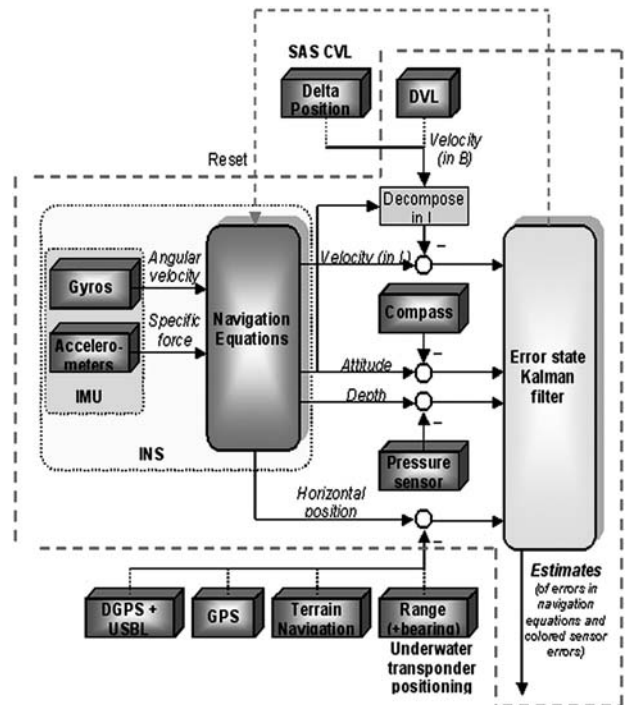 SAS CVL
Delta
Position
DVL
Velocity
(in B)
Reset
Decompose
in L
Angular
velocity
Velocity (in L)
Gyros
Compass
Specific
force
Navigation
Equations
Accelero-
meters
Attitude
Error state
Kalman
filter
IMU
Depth
INS
Pressure
sensor
Horizontal
position
DGPS +
USBL
GPS
Terrain
Navigation
Range
(+bearing)
Underwater
transponder
positioning
Estimates
(of errors in
navigation
equations and
colored sensor
errors)